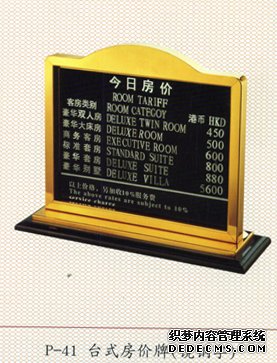 今日房价
ROOM TARIFF
客房类别 ROOM CATEGOY 港币 HKD
豪华双人房 DELUXE TWIN ROOM 450
豪华大床房 DELUXE ROOM 500
商务客房 EXECUTIVE ROOM 600
标准套房 STANDARD SUITE 800
豪华套房 DELUXE SUITE 880
豪华别墅 DELUXE VILLA 5600
以上价格,另加收10%服务费
The above rates are subject to 10%
service charge
P-41 台式房价牌
织梦内容管理系统
DEDECMS.COM